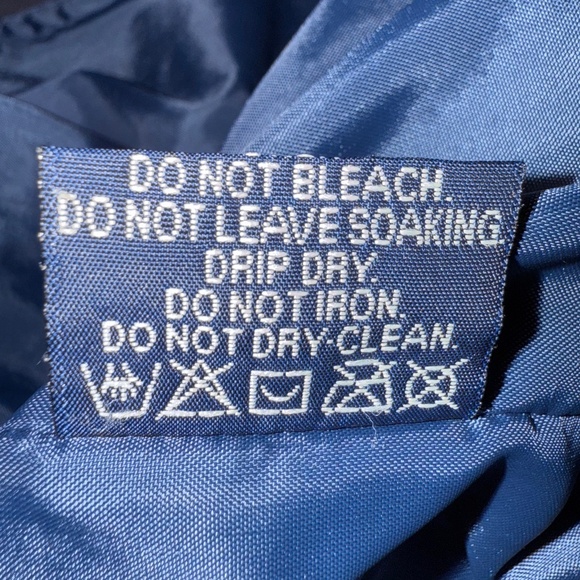 DO NOT BLEACH.
DO NOT LEAVE SOAKING.
DRIP DRY.
DO NOT IRON.
DO NOT DRY-CLEAN.